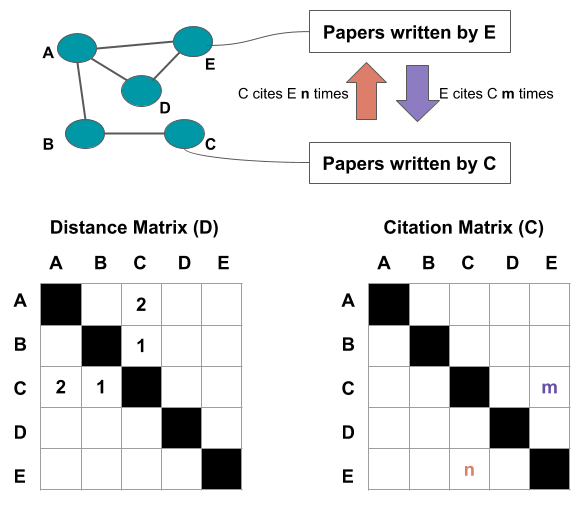 Papers written by E
A
E
D
C cites E n times
E cites C m times
B
C
Papers written by C
Distance Matrix (D)
A B C D E
A 2
B 1
C 2 1
D
E
Citation Matrix (C)
A B C D E
A
B
C m
D
E n